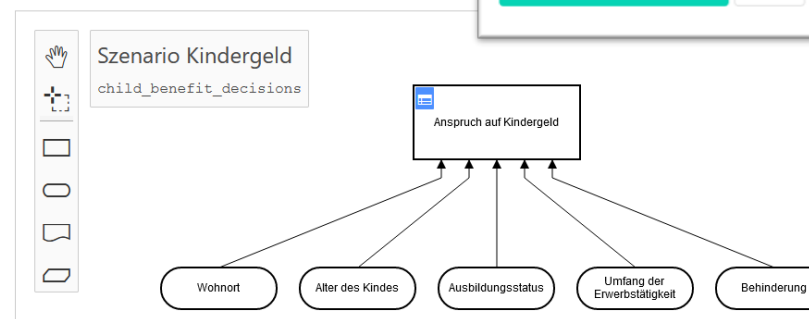 Szenario Kindergeld
child_benefit_decisions
Anspruch auf Kindergeld
Wohnort
Alter des Kindes
Ausbildungsstatus
Umfang der
Erwerbstätigkeit
Behinderung